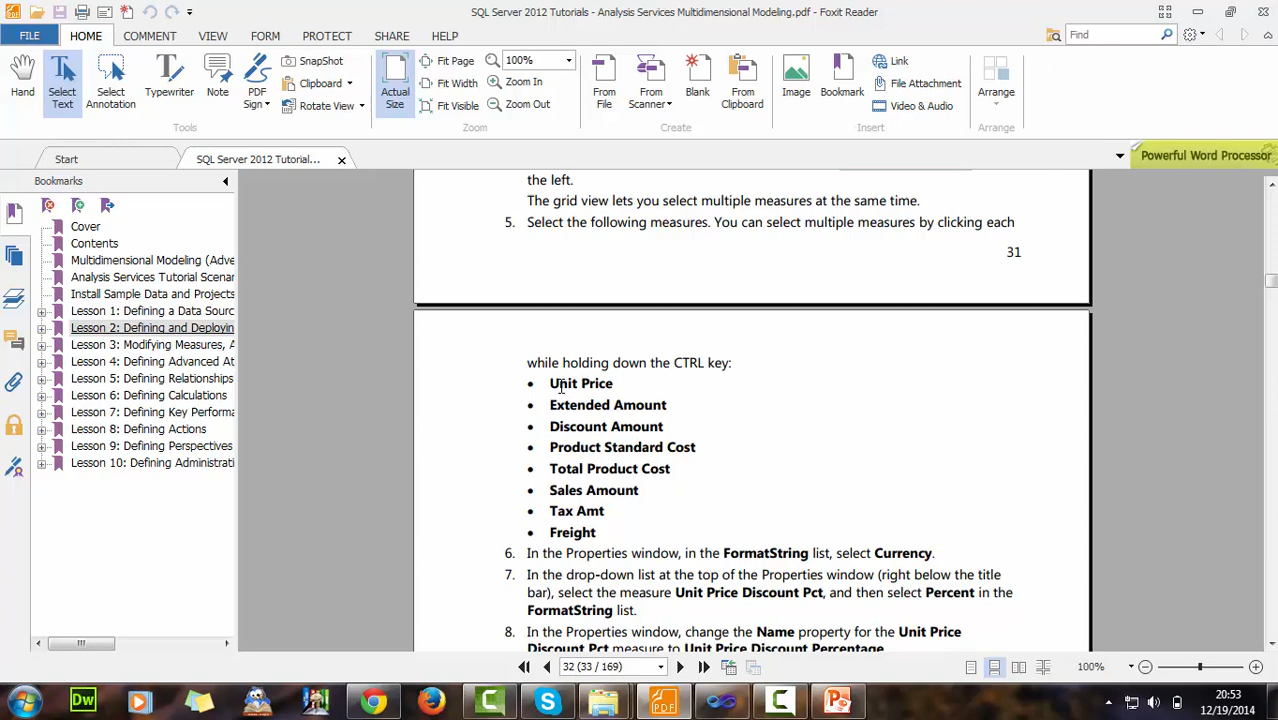 SQL Server 2012 Tutorials - Analysis Services Multidimensional Modeling.pdf - Foxit Reader
FILE HOME COMMENT VIEW FORM PROTECT SHARE HELP
Find
Hand
Select Text
Select Annotation
Typewriter
Note
PDF Sign
SnapShot
Clipboard
Rotate View
Tools
Actual Size
Fit Page
Fit Width
Fit Visible
100%
Zoom In
Zoom Out
Zoom
From File
From Scanner
Blank
From Clipboard
Create
Image
Bookmark
Link
File Attachment
Video & Audio
Insert
Arrange
Arrange
Start
SQL Server 2012 Tutorial...
Powerful Word Processor
Bookmarks
Cover
Contents
Multidimensional Modeling (Adve
Analysis Services Tutorial Scenar
Install Sample Data and Projects
Lesson 1: Defining a Data Sourc
Lesson 2: Defining and Deployin
Lesson 3: Modifying Measures, A
Lesson 4: Defining Advanced At
Lesson 5: Defining Relationships
Lesson 6: Defining Calculations
Lesson 7: Defining Key Performa
Lesson 8: Defining Actions
Lesson 9: Defining Perspectives
Lesson 10: Defining Administrati
the left.
The grid view lets you select multiple measures at the same time.
5. Select the following measures. You can select multiple measures by clicking each
31
while holding down the CTRL key:
• Unit Price
• Extended Amount
• Discount Amount
• Product Standard Cost
• Total Product Cost
• Sales Amount
• Tax Amt
• Freight
6. In the Properties window, in the FormatString list, select Currency.
7. In the drop-down list at the top of the Properties window (right below the title
bar), select the measure Unit Price Discount Pct, and then select Percent in the
FormatString list.
8. In the Properties window, change the Name property for the Unit Price
Discount Pct measure to Unit Price Discount Percentage
32 (33 / 169)
100%
Dw
PDF
20:53
12/19/2014